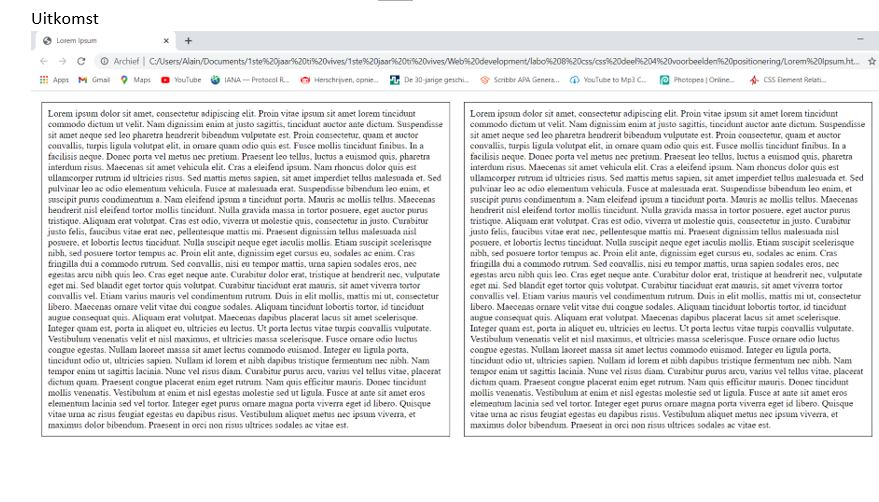 Uitkomst
Lorem Ipsum
Archief | C:/Users/Alain/Documents/1ste%20jaar%20ti%20vives/1ste%20jaar%20ti%20vives/Web%20development/labo%208%20css/css%20deel%204%20voorbeelden%20positionering/Lorem%20Ipsum.ht...
Apps Gmail Maps YouTube IANA — Protocol R... Herschrijven, opnie... De 30-jarige geschi... Scribbr APA Genera... YouTube to Mp3 C... Photopea | Online... CSS Element Relati...
Lorem ipsum dolor sit amet, consectetur adipiscing elit. Proin vitae ipsum sit amet lorem tincidunt
commodo dictum ut velit. Nam dignissim enim at justo sagittis, tincidunt auctor ante dictum. Suspendisse
sit amet neque sed leo pharetra hendrerit bibendum vulputate est. Proin consectetur, quam et auctor
convallis, turpis ligula volutpat elit, in ornare quam odio quis est. Fusce mollis tincidunt finibus. In a
facilisis neque. Donec porta vel metus nec pretium. Praesent leo tellus, luctus a euismod quis, pharetra
interdum risus. Maecenas sit amet vehicula elit. Cras a eleifend ipsum. Nam rhoncus dolor id est
ullamcorper rutrum id ultricies risus. Sed mattis metus sapien, sit amet imperdiet tellus malesuada et. Sed
pulvinar leo ac odio elementum vehicula. Fusce at malesuada erat. Suspendisse bibendum leo enim, et
suscipit purus condimentum a. Nam eleifend ipsum a tincidunt porta. Mauris ac mollis tellus. Maecenas
hendrerit nisl eleifend tortor mollis tincidunt. Nulla gravida massa in tortor posuere, eget auctor purus
tristique. Aliquam erat volutpat. Cras est odio, viverra ut molestie quis, consectetur in justo. Curabitur
justo felis, faucibus vitae erat nec, pellentesque mattis mi. Praesent dignissim tortor malesuada nisl
posuere, et lobortis lectus tincidunt. Nulla suscipit neque eget iaculis mollis. Etiam suscipit scelerisque
nibh, sed posuere tortor tempus ac. Proin elit ante, dignissim eget cursus eu, sodales ac enim. Cras
fringilla dui a commodo rutrum. Sed convallis, nisi eu tempor mattis, urna sapien sodales eros, nec
egestas arcu nibh quis leo. Cras eget neque ante. Curabitur dolor erat, tristique at hendrerit nec, vulputate
eget mi. Sed blandit eget tortor quis volutpat. Curabitur tincidunt erat mauris, sit amet viverra tortor
convallis vel. Etiam varius mauris vel condimentum rutrum. Duis in elit mollis, mattis mi ut, consectetur
libero. Maecenas ornare velit vitae dui congue sodales. Aliquam tincidunt lobortis tortor, id tincidunt
augue consequat quis. Aliquam erat volutpat. Maecenas dapibus placerat lacus sit amet scelerisque.
Integer quam est, porta in aliquet eu, ultricies eu lectus. Ut porta lectus vitae turpis convallis vulputate.
Vestibulum venenatis velit et nisl maximus, et ultricies massa scelerisque. Fusce ornare odio luctus
congue egestas. Nullam laoreet massa sit amet lectus commodo euismod. Integer eu ligula porta,
tincidunt odio ut, ultricies sapien. Nullam id lorem et nibh dapibus tristique fermentum nec nibh. Nam
tempor enim ut sagittis lacinia. Nunc vel risus diam. Curabitur purus arcu, varius vel tellus vitae, placerat
dictum quam. Praesent congue placerat enim eget rutrum. Nam quis efficitur mauris. Donec tincidunt
mollis venenatis. Vestibulum at enim et nisl egestas molestie sed ut ligula. Fusce at ante sit amet eros
elementum lacinia sed vel tortor. Integer eget purus ornare magna porta viverra et id libero. Quisque
vitae urna ac risus feugiat egestas eu dapibus risus. Vestibulum aliquet metus nec ipsum viverra, et
maximus dolor bibendum. Praesent in orci non risus ultrices sodales ac vitae est.
Lorem ipsum dolor sit amet, consectetur adipiscing elit. Proin vitae ipsum sit amet lorem tincidunt
commodo dictum ut velit. Nam dignissim enim at justo sagittis, tincidunt auctor ante dictum. Suspendisse
sit amet neque sed leo pharetra hendrerit bibendum vulputate est. Proin consectetur, quam et auctor
convallis, turpis ligula volutpat elit, in ornare quam odio quis est. Fusce mollis tincidunt finibus. In a
facilisis neque. Donec porta vel metus nec pretium. Praesent leo tellus, luctus a euismod quis, pharetra
interdum risus. Maecenas sit amet vehicula elit. Cras a eleifend ipsum. Nam rhoncus dolor id est
ullamcorper rutrum id ultricies risus. Sed mattis metus sapien, sit amet imperdiet tellus malesuada et. Sed
pulvinar leo ac odio elementum vehicula. Fusce at malesuada erat. Suspendisse bibendum leo enim, et
suscipit purus condimentum a. Nam eleifend ipsum a tincidunt porta. Mauris ac mollis tellus. Maecenas
hendrerit nisl eleifend tortor mollis tincidunt. Nulla gravida massa in tortor posuere, eget auctor purus
tristique. Aliquam erat volutpat. Cras est odio, viverra ut molestie quis, consectetur in justo. Curabitur
justo felis, faucibus vitae erat nec, pellentesque mattis mi. Praesent dignissim tortor malesuada nisl
posuere, et lobortis lectus tincidunt. Nulla suscipit neque eget iaculis mollis. Etiam suscipit scelerisque
nibh, sed posuere tortor tempus ac. Proin elit ante, dignissim eget cursus eu, sodales ac enim. Cras
fringilla dui a commodo rutrum. Sed convallis, nisi eu tempor mattis, urna sapien sodales eros, nec
egestas arcu nibh quis leo. Cras eget neque ante. Curabitur dolor erat, tristique at hendrerit nec, vulputate
eget mi. Sed blandit eget tortor quis volutpat. Curabitur tincidunt erat mauris, sit amet viverra tortor
convallis vel. Etiam varius mauris vel condimentum rutrum. Duis in elit mollis, mattis mi ut, consectetur
libero. Maecenas ornare velit vitae dui congue sodales. Aliquam tincidunt lobortis tortor, id tincidunt
augue consequat quis. Aliquam erat volutpat. Maecenas dapibus placerat lacus sit amet scelerisque.
Integer quam est, porta in aliquet eu, ultricies eu lectus. Ut porta lectus vitae turpis convallis vulputate.
Vestibulum venenatis velit et nisl maximus, et ultricies massa scelerisque. Fusce ornare odio luctus
congue egestas. Nullam laoreet massa sit amet lectus commodo euismod. Integer eu ligula porta,
tincidunt odio ut, ultricies sapien. Nullam id lorem et nibh dapibus tristique fermentum nec nibh. Nam
tempor enim ut sagittis lacinia. Nunc vel risus diam. Curabitur purus arcu, varius vel tellus vitae, placerat
dictum quam. Praesent congue placerat enim eget rutrum. Nam quis efficitur mauris. Donec tincidunt
mollis venenatis. Vestibulum at enim et nisl egestas molestie sed ut ligula. Fusce at ante sit amet eros
elementum lacinia sed vel tortor. Integer eget purus ornare magna porta viverra et id libero. Quisque
vitae urna ac risus feugiat egestas eu dapibus risus. Vestibulum aliquet metus nec ipsum viverra, et
maximus dolor bibendum. Praesent in orci non risus ultrices sodales ac vitae est.